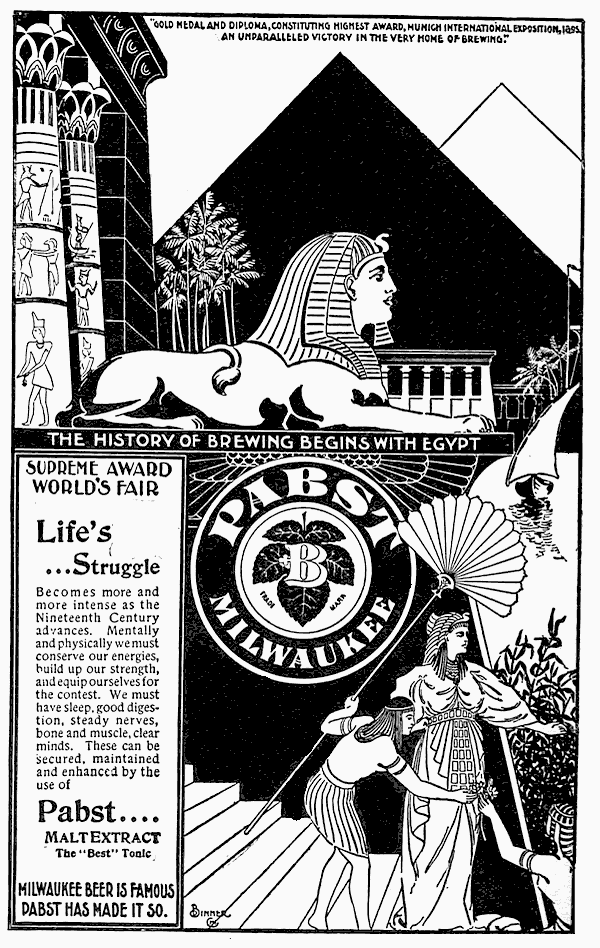 "GOLD MEDAL AND DIPLOMA, CONSTITUTING HIGHEST AWARD, MUNICH INTERNATIONAL EXPOSITION, 1895.
AN UNPARALLELED VICTORY IN THE VERY HOME OF BREWING."
THE HISTORY OF BREWING BEGINS WITH EGYPT
SUPREME AWARD
WORLD'S FAIR
Life's
...Struggle
Becomes more and
more intense as the
Nineteenth Century
advances. Mentally
and physically we must
conserve our energies,
build up our strength,
and equip ourselves for
the contest. We must
have sleep, good diges-
tion, steady nerves,
bone and muscle, clear
minds. These can be
secured, maintained
and enhanced by the
use of
Pabst....
MALT EXTRACT
The "Best" Tonic
MILWAUKEE BEER IS FAMOUS
PABST HAS MADE IT SO.
PABST
B
TRADE MARK
MILWAUKEE
BINNER